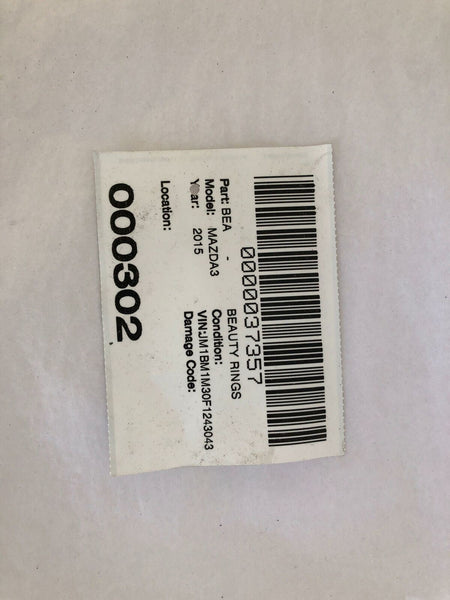 0000037357
Part: BEA - BEAUTY RINGS
Model: MAZDA3 Condition:
Year: 2015 VIN:JM1BM1M30F1243043
Damage Code:
Location:
000302